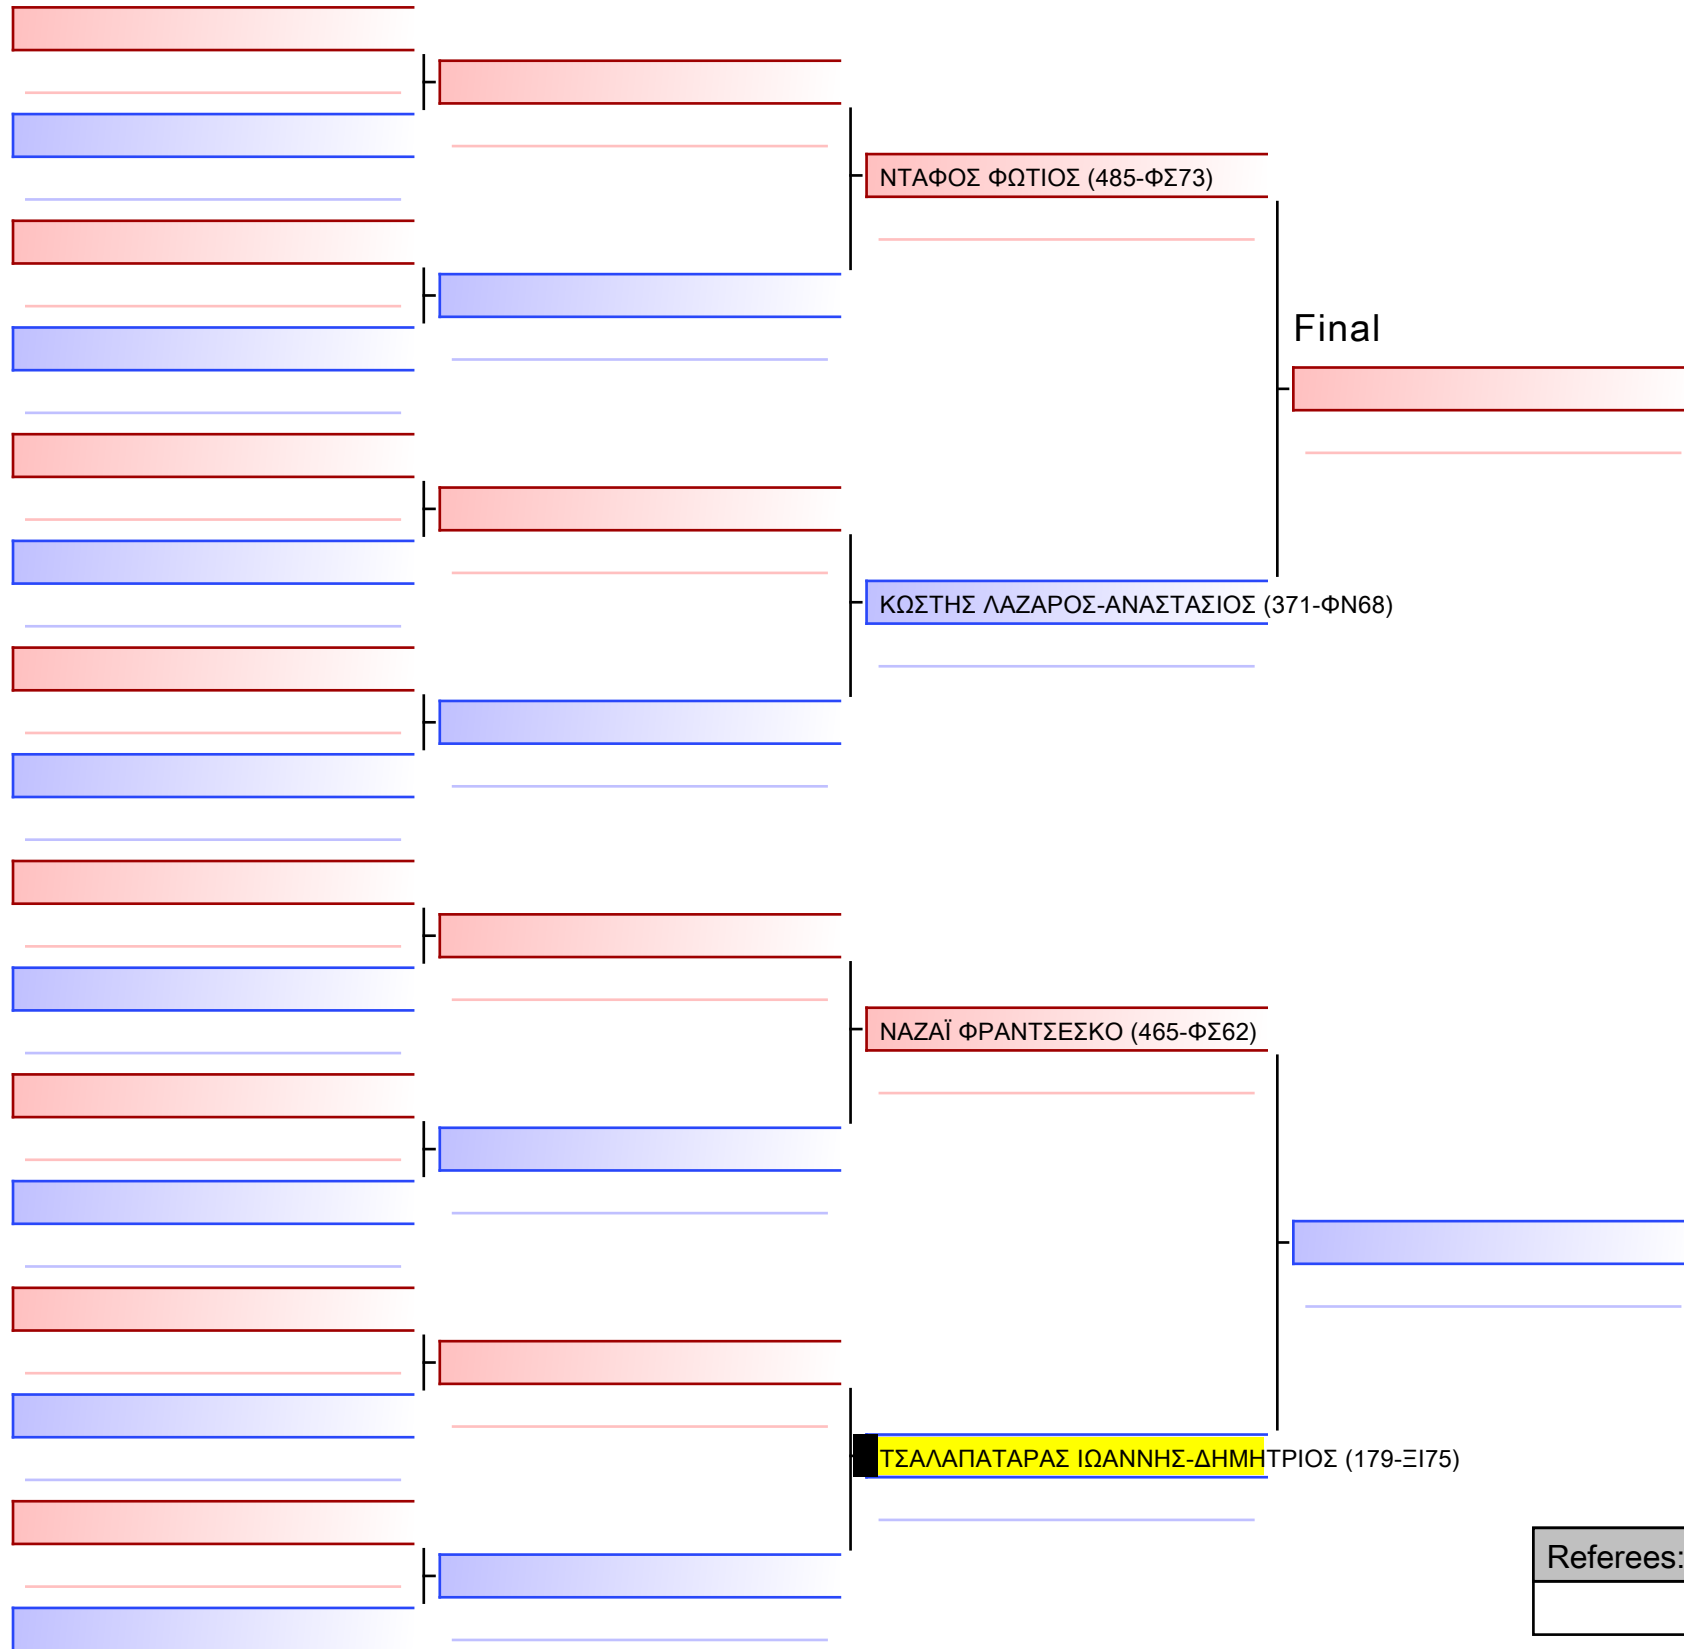 ΝΤΑΦΟΣ ΦΩΤΙΟΣ (485-ΦΣ73)
Final
ΚΩΣΤΗΣ ΛΑΖΑΡΟΣ-ΑΝΑΣΤΑΣΙΟΣ (371-ΦΝ68)
ΝΑΖΑΪ ΦΡΑΝΤΣΕΣΚΟ (465-ΦΣ62)
ΤΣΑΛΑΠΑΤΑΡΑΣ ΙΩΑΝΝΗΣ-ΔΗΜΗΤΡΙΟΣ (179-ΞΙ75)
Referees: